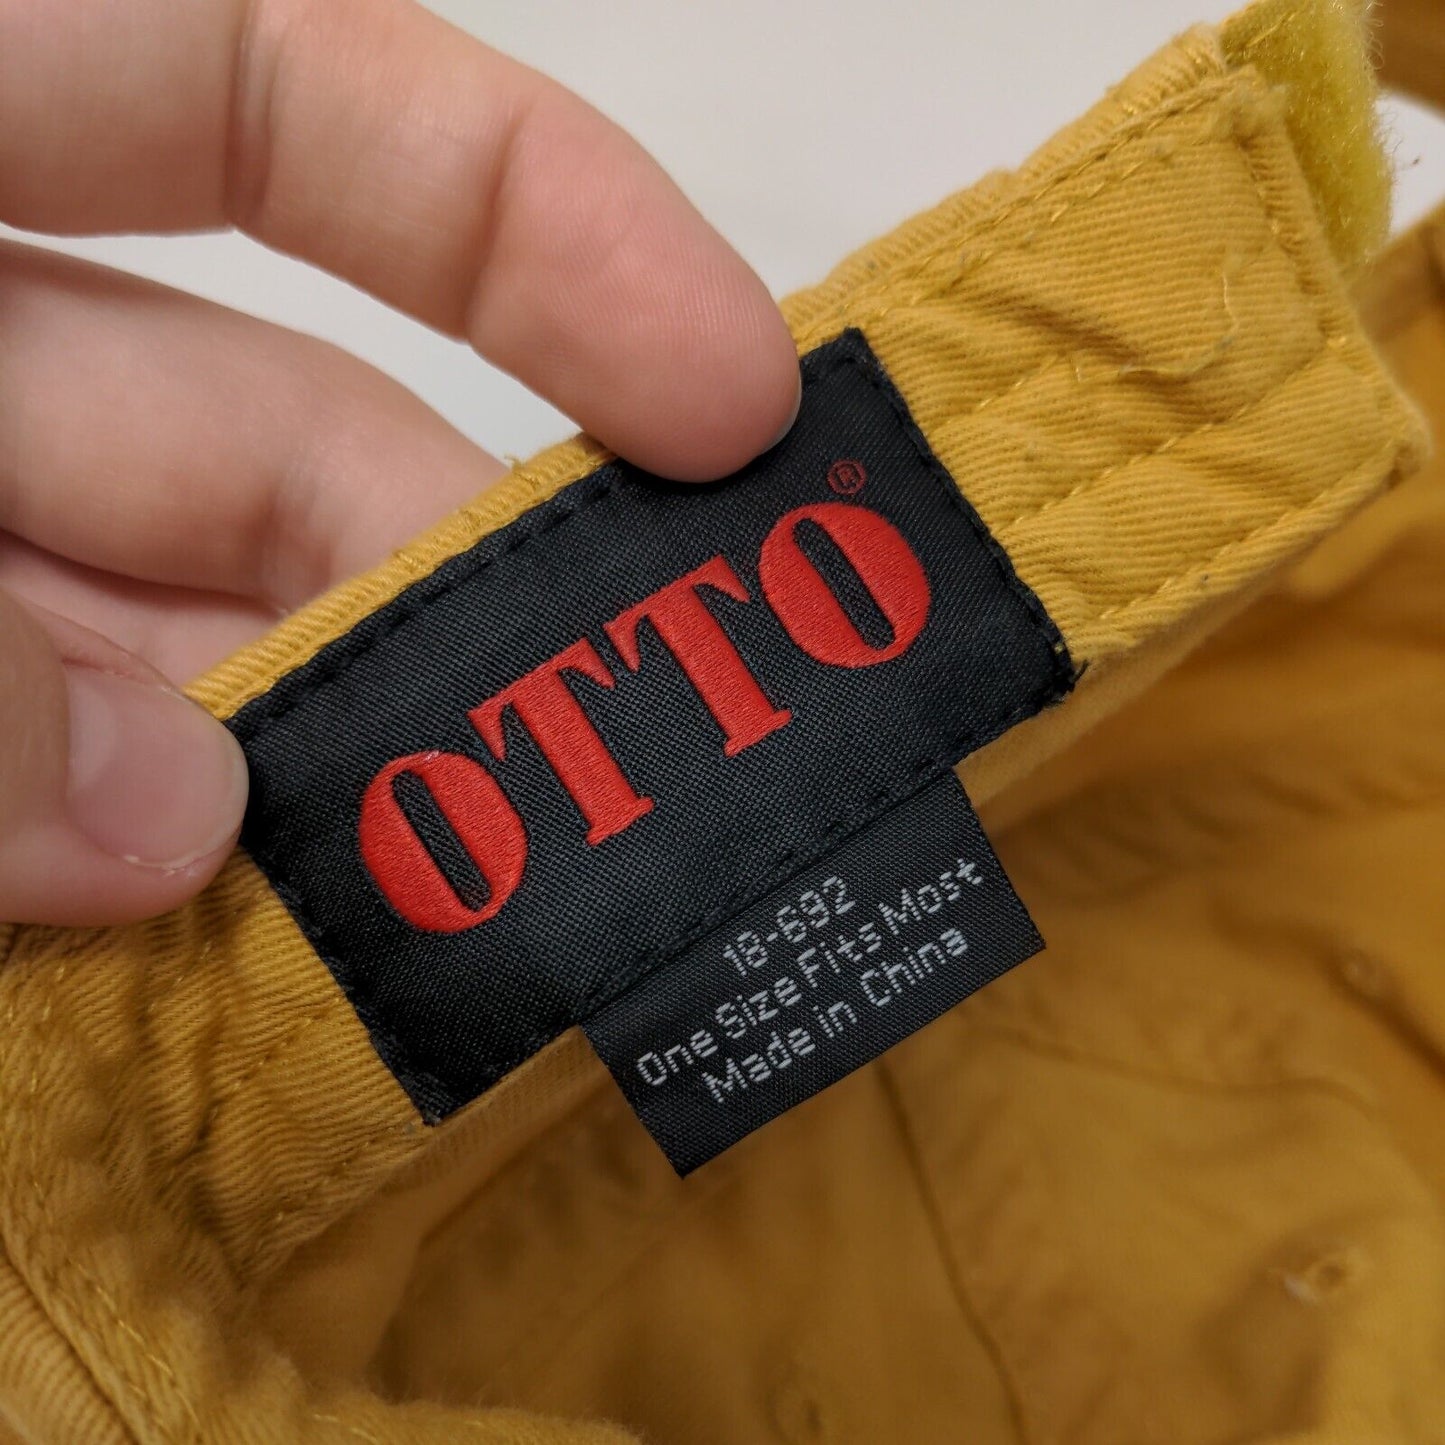 OTTO®
18-692
One Size Fits Most
Made in China